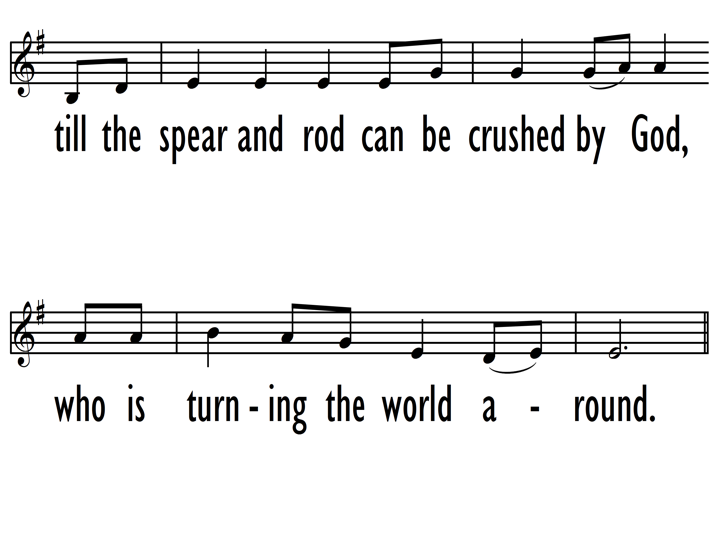 till the spear and rod can be crushed by God,
who is turn - ing the world a - round.